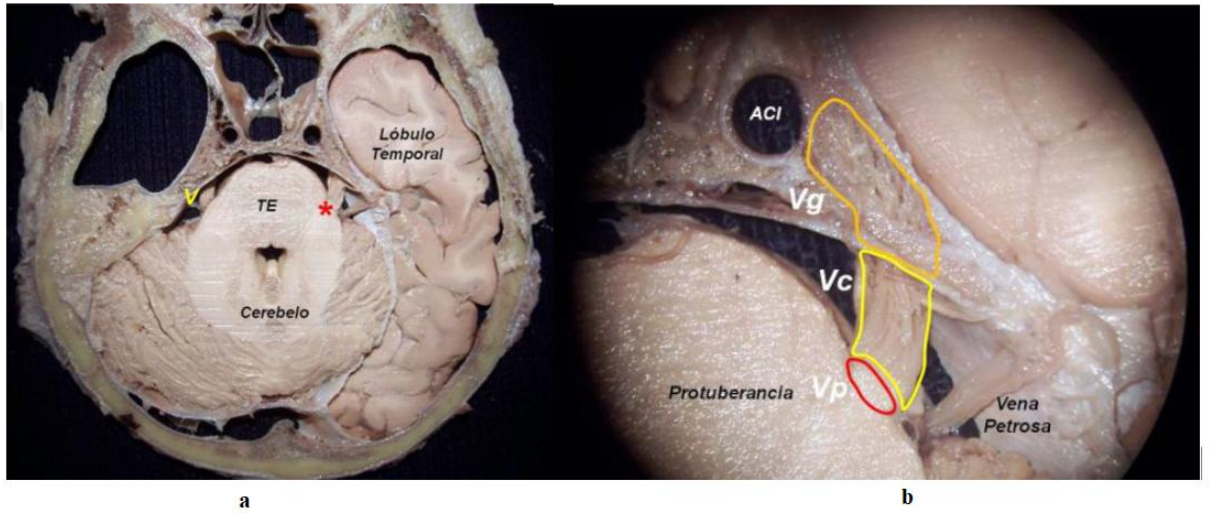 Lóbulo
Temporal
V
TE
*
Cerebelo
a
ACI
Vg
Vc
Vp
Protuberancia
Vena
Petrosa
b